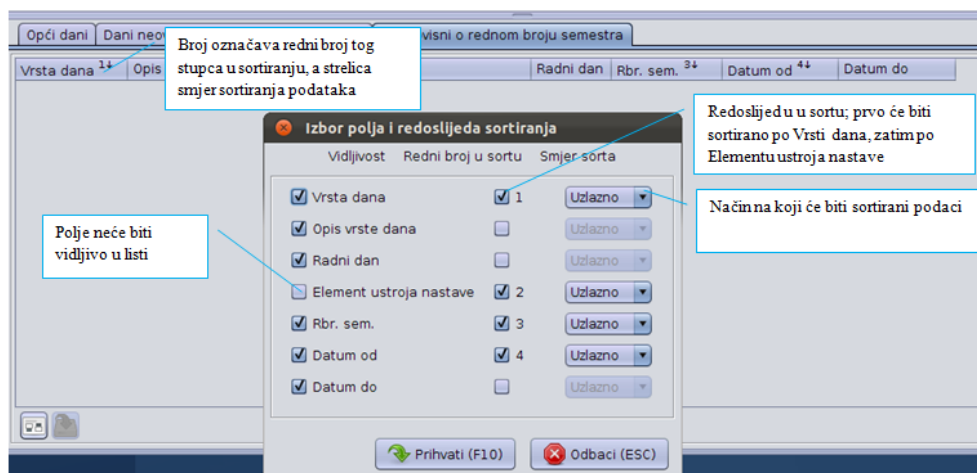 Opći dani
Dani neo
visni o rednom broju semestra
Broj označava redni broj tog
stupca u sortiranju, a strelica
smjer sortiranja podataka
Vrsta dana 1↓
Opis
Radni dan
Rbr. sem. 3↓
Datum od 4↓
Datum do
Redoslijed u u sortu; prvo će biti
sortirano po Vrsti dana, zatim po
Elementu ustroja nastave
Izbor polja i redoslijeda sortiranja
Vidljivost Redni broj u sortu Smjer sorta
Vrsta dana 1 Uzlazno
Način na koji će biti sortirani podaci
Opis vrste dana Uzlazno
Polje neće biti
vidljivo u listi
Radni dan Uzlazno
Element ustroja nastave 2 Uzlazno
Rbr. sem. 3 Uzlazno
Datum od 4 Uzlazno
Datum do Uzlazno
Prihvati (F10)
Odbaci (ESC)